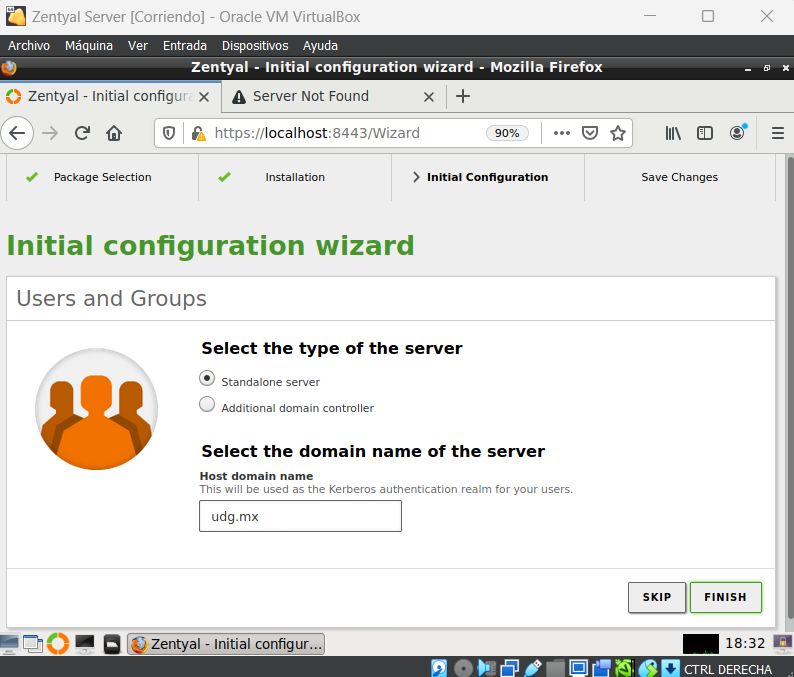 Zentyal Server [Corriendo] - Oracle VM VirtualBox
Archivo Máquina Ver Entrada Dispositivos Ayuda
Zentyal - Initial configuration wizard - Mozilla Firefox
Zentyal - Initial configura
Server Not Found
https://localhost:8443/Wizard
90%
Package Selection
Installation
Initial Configuration
Save Changes
Initial configuration wizard
Users and Groups
Select the type of the server
Standalone server
Additional domain controller
Select the domain name of the server
Host domain name
This will be used as the Kerberos authentication realm for your users.
udg.mx
SKIP
FINISH
Zentyal - Initial configur...
18:32
CTRL DERECHA